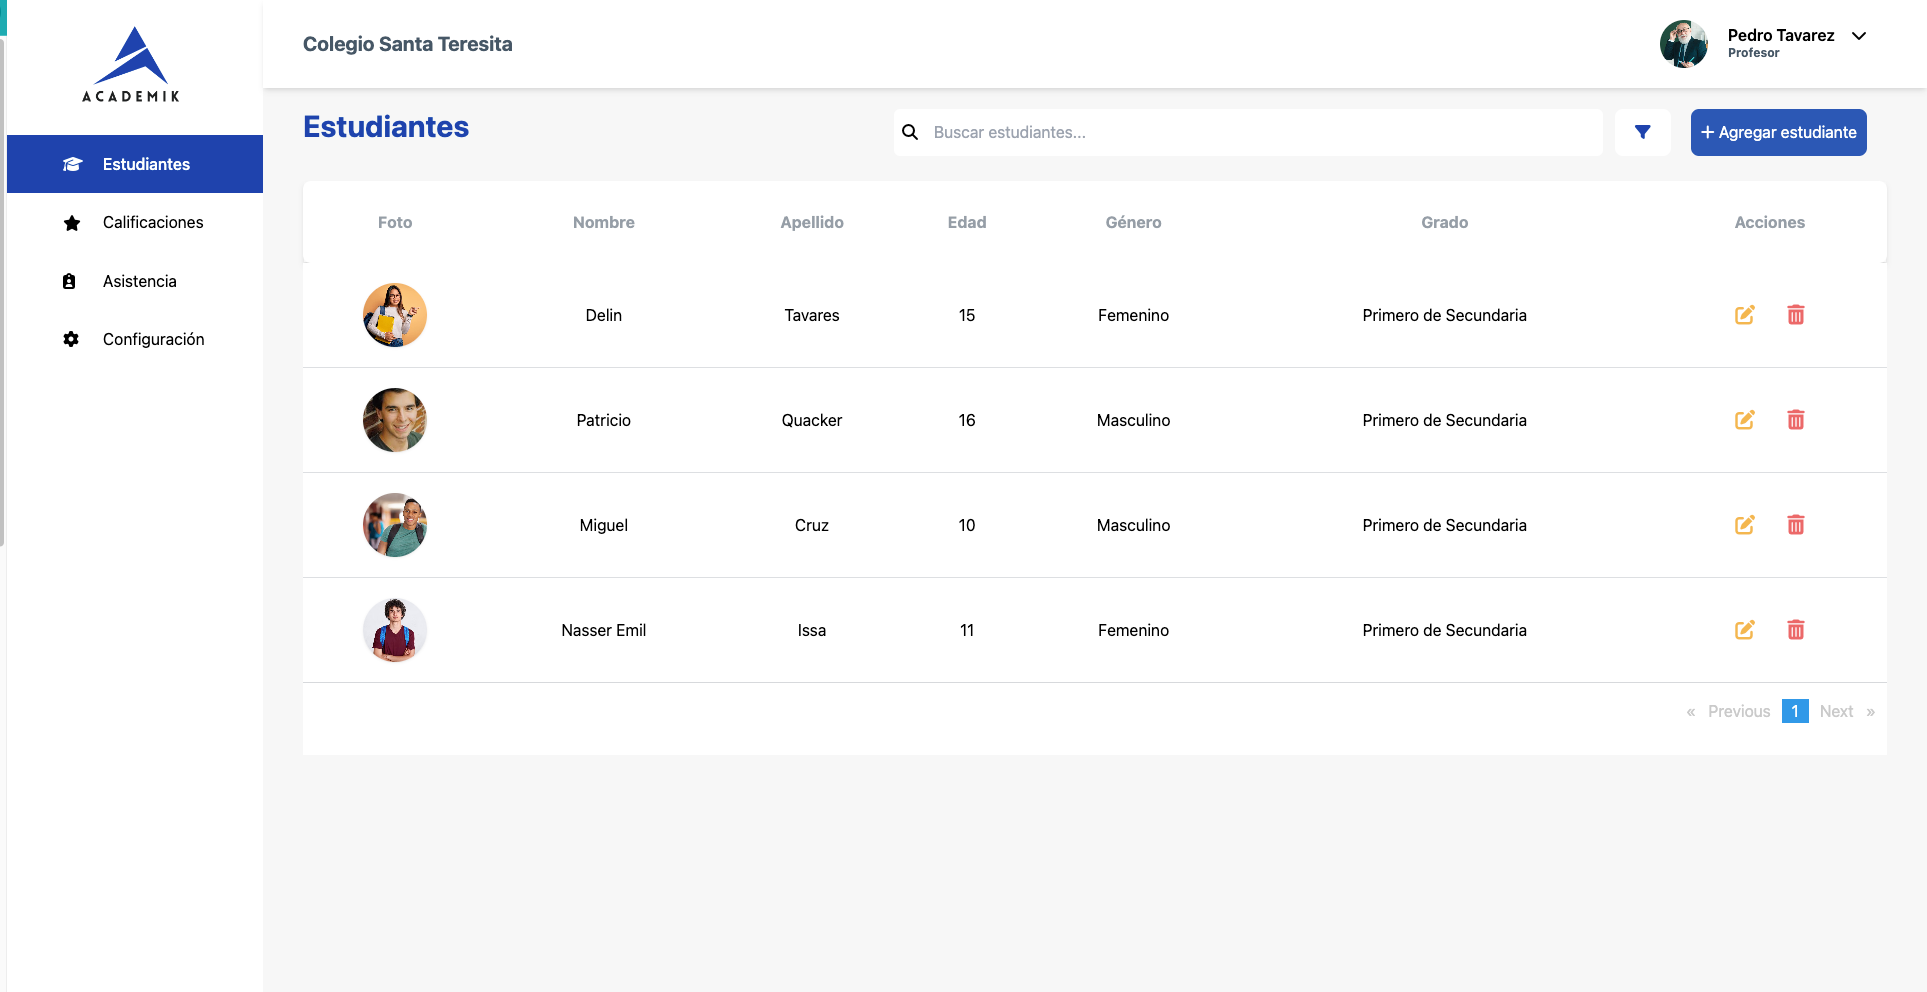 ACADEMIK
Estudiantes
Calificaciones
Asistencia
Configuración
Colegio Santa Teresita
Pedro Tavarez
Profesor
Estudiantes
Buscar estudiantes...
+ Agregar estudiante
Foto Nombre Apellido Edad Género Grado Acciones
Delin Tavares 15 Femenino Primero de Secundaria
Patricio Quacker 16 Masculino Primero de Secundaria
Miguel Cruz 10 Masculino Primero de Secundaria
Nasser Emil Issa 11 Femenino Primero de Secundaria
« Previous 1 Next »